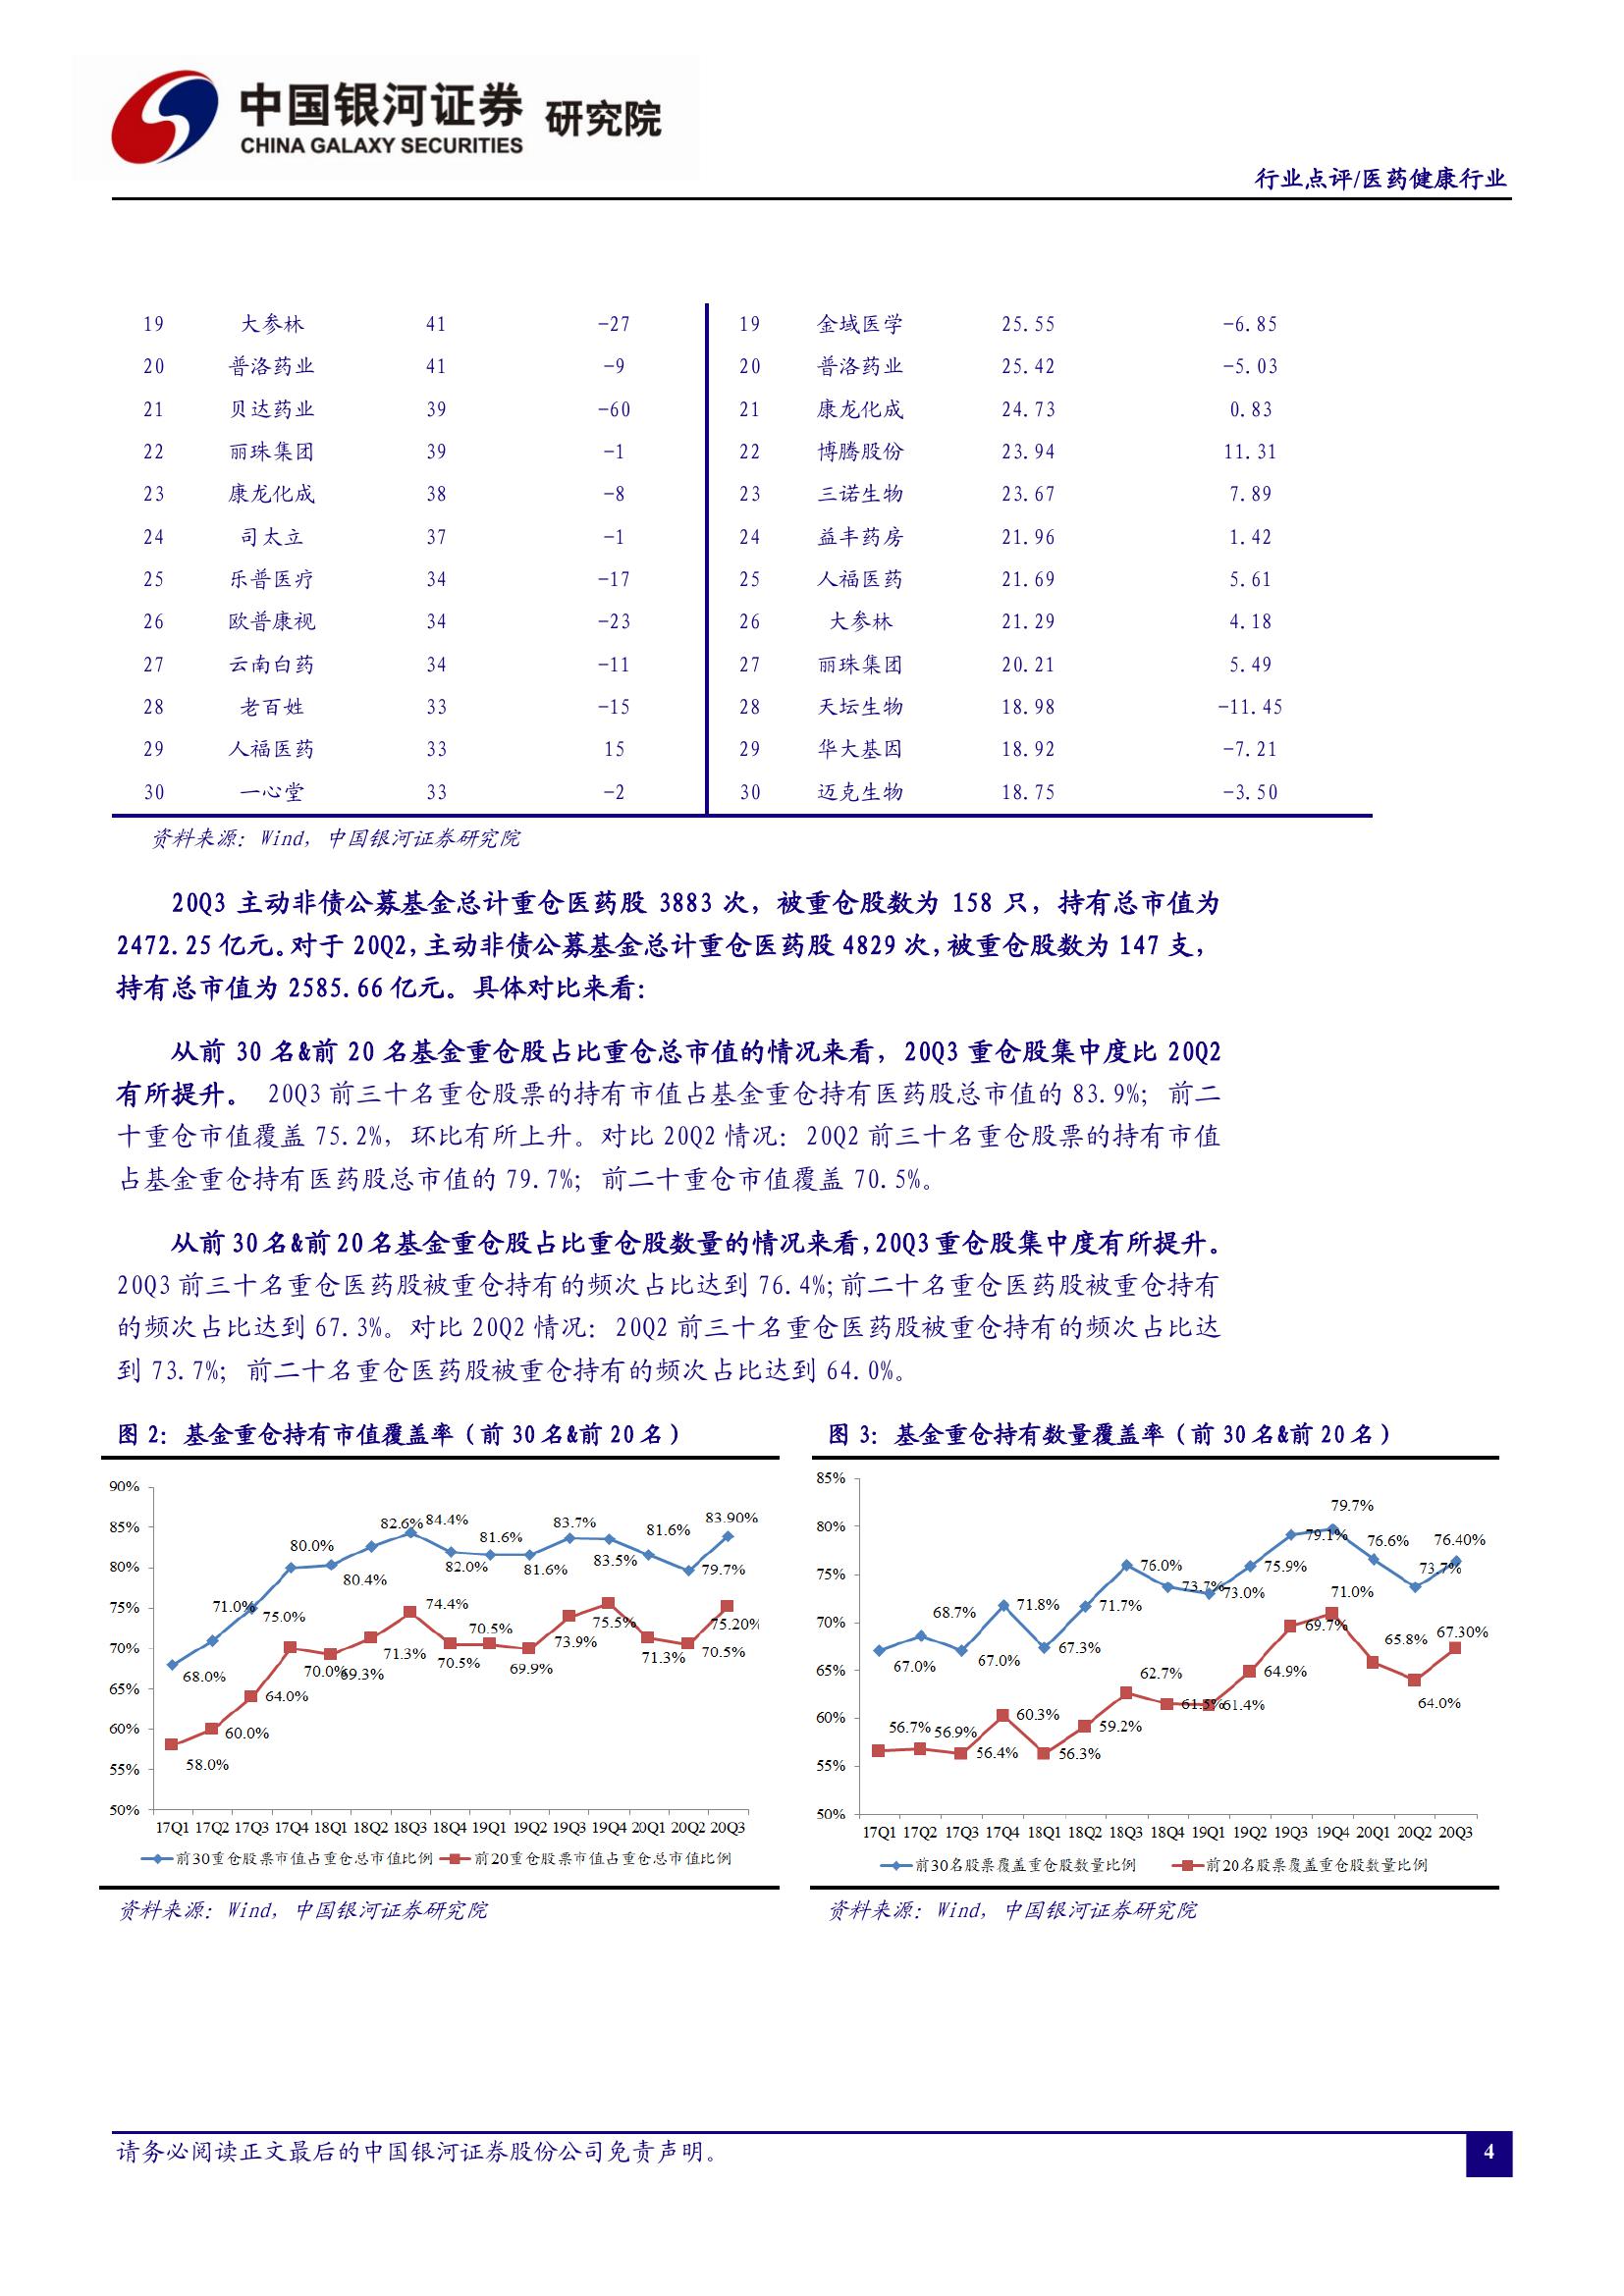 中国银河证券 研究院
CHINA GALAXY SECURITIES
行业点评/医药健康行业
19 大参林 41 -27 19 金域医学 25.55 -6.85
20 普洛药业 41 -9 20 普洛药业 25.42 -5.03
21 贝达药业 39 -60 21 康龙化成 24.73 0.83
22 丽珠集团 39 -1 22 博腾股份 23.94 11.31
23 康龙化成 38 -8 23 三诺生物 23.67 7.89
24 司太立 37 -1 24 益丰药房 21.96 1.42
25 乐普医疗 34 -17 25 人福医药 21.69 5.61
26 欧普康视 34 -23 26 大参林 21.29 4.18
27 云南白药 34 -11 27 丽珠集团 20.21 5.49
28 老百姓 33 -15 28 天坛生物 18.98 -11.45
29 人福医药 33 15 29 华大基因 18.92 -7.21
30 一心堂 33 -2 30 迈克生物 18.75 -3.50
资料来源：Wind，中国银河证券研究院
20Q3 主动非债公募基金总计重仓医药股 3883 次，被重仓股数为 158 只，持有总市值为
2472.25 亿元。对于 20Q2，主动非债公募基金总计重仓医药股 4829 次，被重仓股数为 147 支，
持有总市值为 2585.66 亿元。具体对比来看：
从前 30 名&前 20 名基金重仓股占比重仓总市值的情况来看，20Q3 重仓股集中度比 20Q2
有所提升。 20Q3 前三十名重仓股票的持有市值占基金重仓持有医药股总市值的 83.9%；前二
十重仓市值覆盖 75.2%，环比有所上升。对比 20Q2 情况：20Q2 前三十名重仓股票的持有市值
占基金重仓持有医药股总市值的 79.7%；前二十重仓市值覆盖 70.5%。
从前 30 名&前 20 名基金重仓股占比重仓股数量的情况来看，20Q3 重仓股集中度有所提升。
20Q3 前三十名重仓医药股被重仓持有的频次占比达到 76.4%；前二十名重仓医药股被重仓持有
的频次占比达到 67.3%。对比 20Q2 情况：20Q2 前三十名重仓医药股被重仓持有的频次占比达
到 73.7%；前二十名重仓医药股被重仓持有的频次占比达到 64.0%。
图 2：基金重仓持有市值覆盖率（前 30 名&前 20 名）
90%
85%
80%
75%
70%
65%
60%
55%
50%
68.0% 71.0% 75.0% 80.0% 80.4% 82.6% 84.4% 82.0% 81.6% 81.6% 83.7% 83.5% 81.6% 79.7% 83.90%
58.0% 60.0% 64.0% 70.0% 69.3% 71.3% 74.4% 70.5% 70.5% 69.9% 73.9% 75.5% 71.3% 70.5% 75.20%
17Q1 17Q2 17Q3 17Q4 18Q1 18Q2 18Q3 18Q4 19Q1 19Q2 19Q3 19Q4 20Q1 20Q2 20Q3
前30重仓股票市值占重仓总市值比例 前20重仓股票市值占重仓总市值比例
资料来源：Wind，中国银河证券研究院
图 3：基金重仓持有数量覆盖率（前 30 名&前 20 名）
85%
80%
75%
70%
65%
60%
55%
50%
67.0% 68.7% 67.0% 71.8% 67.3% 71.7% 76.0% 73.7% 73.0% 75.9% 79.1% 79.7% 76.6% 73.7% 76.40%
56.7% 56.9% 56.4% 60.3% 56.3% 59.2% 62.7% 61.5% 61.4% 64.9% 69.7% 71.0% 65.8% 64.0% 67.30%
17Q1 17Q2 17Q3 17Q4 18Q1 18Q2 18Q3 18Q4 19Q1 19Q2 19Q3 19Q4 20Q1 20Q2 20Q3
前30名股票覆盖重仓股数量比例 前20名股票覆盖重仓股数量比例
资料来源：Wind，中国银河证券研究院
请务必阅读正文最后的中国银河证券股份公司免责声明。
4